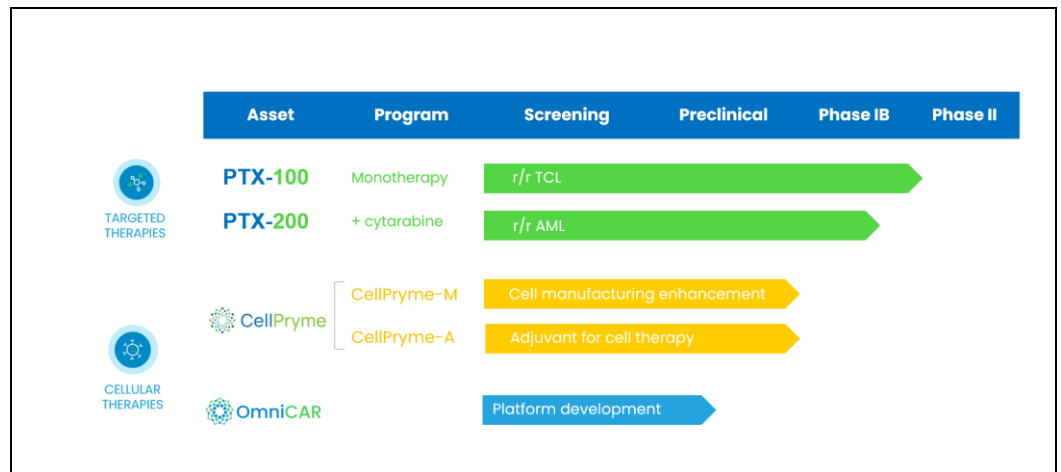 Asset Program Screening Preclinical Phase IB Phase II
PTX-100 Monotherapy r/r TCL
TARGETED
THERAPIES
PTX-200 + cytarabine r/r AML
CellPryme
CellPryme-M Cell manufacturing enhancement
CellPryme-A Adjuvant for cell therapy
CELLULAR
THERAPIES
OmniCAR Platform development